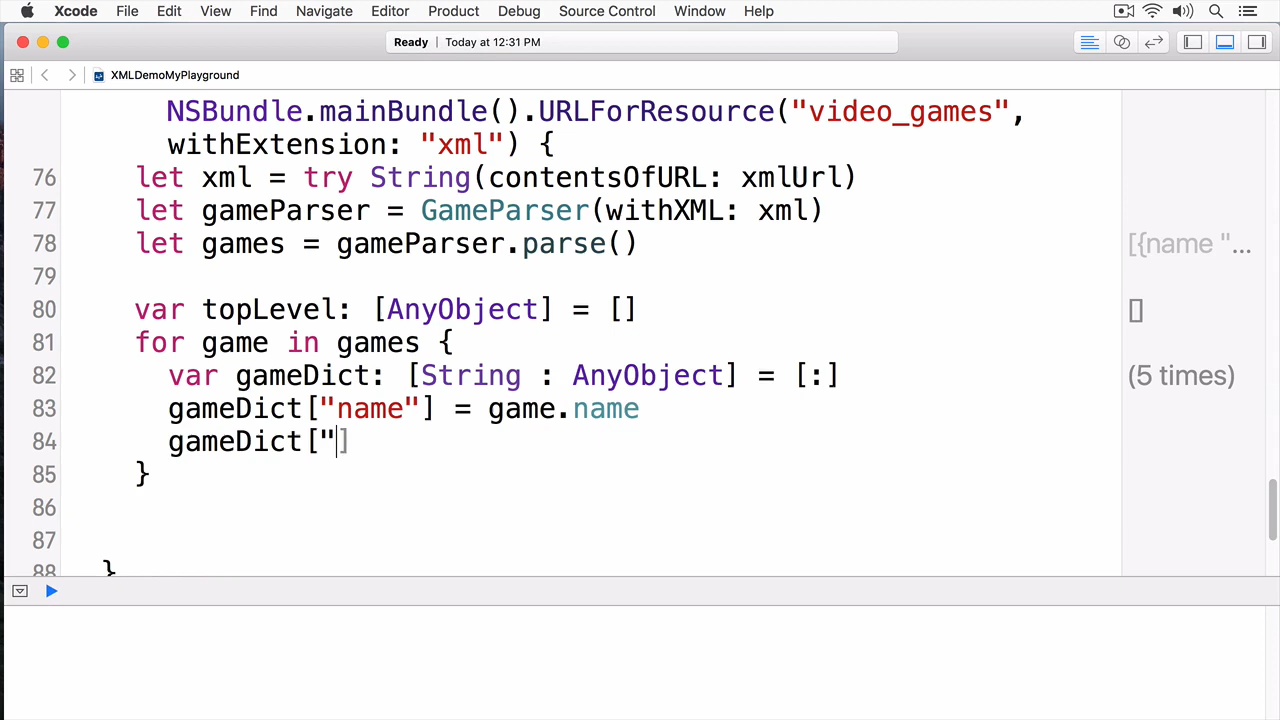 Xcode File Edit View Find Navigate Editor Product Debug Source Control Window Help
Ready | Today at 12:31 PM
XMLDemoMyPlayground
NSBundle.mainBundle().URLForResource("video_games",
withExtension: "xml") {
76 let xml = try String(contentsOfURL: xmlUrl)
77 let gameParser = GameParser(withXML: xml)
78 let games = gameParser.parse() [{name "...
79
80 var topLevel: [AnyObject] = [] []
81 for game in games {
82 var gameDict: [String : AnyObject] = [:] (5 times)
83 gameDict["name"] = game.name
84 gameDict["]
85 }
86
87
88 }